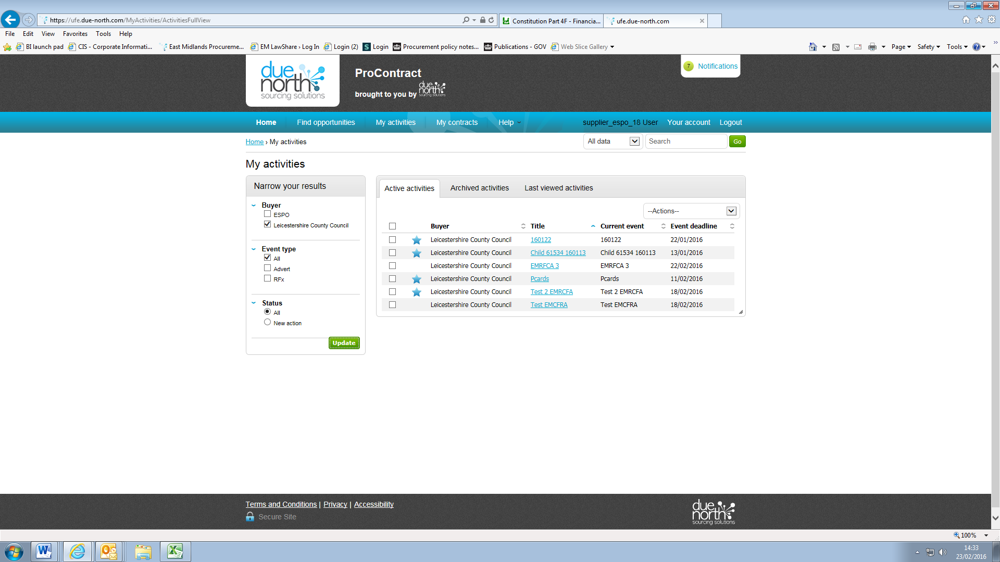 https://ufe.due-north.com/MyActivities/ActivitiesFullView
Constitution Part 4F - Financia...
ufe.due-north.com
File Edit View Favorites Tools Help
BI launch pad CIS - Corporate Informati... East Midlands Procureme... EM LawShare › Log In Login (2) Login Procurement policy notes... Publications - GOV Web Slice Gallery
Page Safety Tools
due north sourcing solutions
ProContract
brought to you by due north sourcing solutions
7 Notifications
Home Find opportunities My activities My contracts Help supplier_espo_18 User Your account Logout
Home › My activities
All data Search Go
My activities
Narrow your results
Buyer
ESPO
Leicestershire County Council
Event type
All
Advert
RFx
Status
All
New action
Update
Active activities Archived activities Last viewed activities
--Actions--
Buyer Title Current event Event deadline
Leicestershire County Council 160122 160122 22/01/2016
Leicestershire County Council Child 61534 160113 Child 61534 160113 13/01/2016
Leicestershire County Council EMRFCA 3 EMRFCA 3 22/02/2016
Leicestershire County Council Pcards Pcards 11/02/2016
Leicestershire County Council Test 2 EMRCFA Test 2 EMRCFA 18/02/2016
Leicestershire County Council Test EMCFRA Test EMCFRA 18/02/2016
Terms and Conditions | Privacy | Accessibility
Secure Site
due north sourcing solutions
100%
14:33
23/02/2016